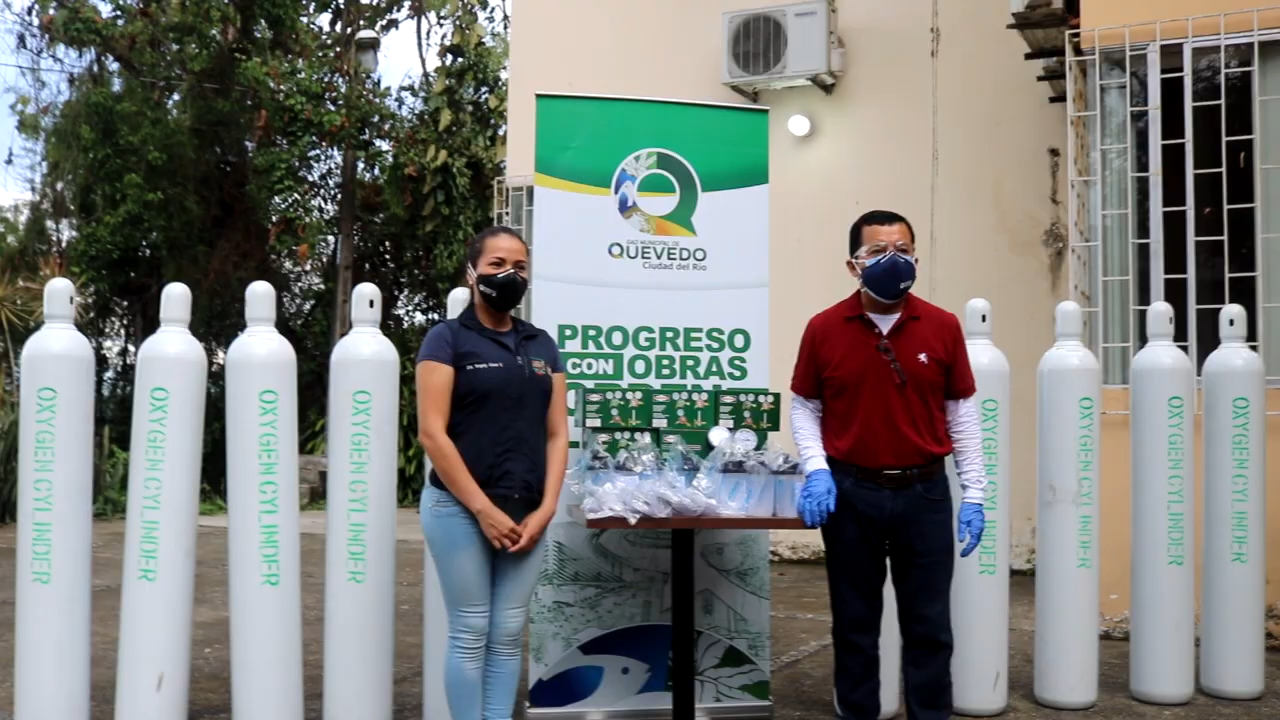 GAD MUNICIPAL DE
QUEVEDO
Ciudad del Río
PROGRESO
CON OBRAS
OXYGEN CYLINDER
OXYGEN CYLINDER
OXYGEN CYLINDER
OXYGEN CYLINDER
OXYGEN CYLINDER
OXYGEN CYLINDER
OXYGEN CYLINDER
OXYGEN CYLINDER